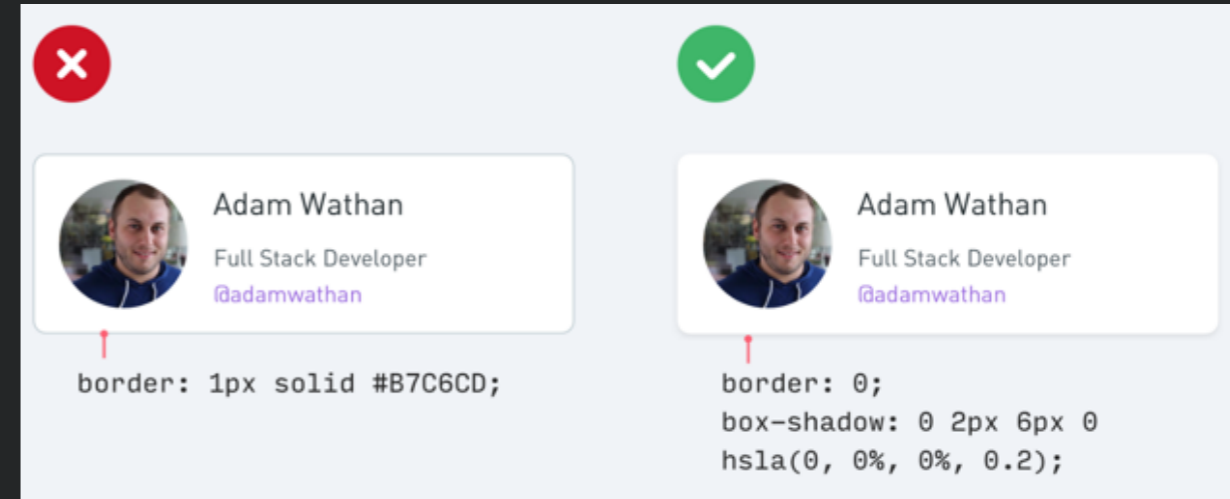 Adam Wathan
Full Stack Developer
@adamwathan
border: 1px solid #B7C6CD;
Adam Wathan
Full Stack Developer
@adamwathan
border: 0;
box-shadow: 0 2px 6px 0
hsla(0, 0%, 0%, 0.2);